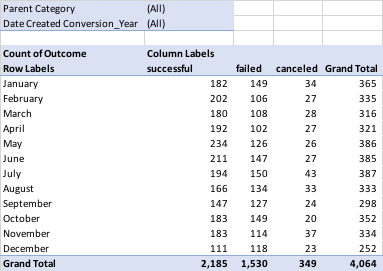 Parent Category (All)
Date Created Conversion_Year (All)
Count of Outcome Column Labels
Row Labels successful failed canceled Grand Total
January 182 149 34 365
February 202 106 27 335
March 180 108 28 316
April 192 102 27 321
May 234 126 26 386
June 211 147 27 385
July 194 150 43 387
August 166 134 33 333
September 147 127 24 298
October 183 149 20 352
November 183 114 37 334
December 111 118 23 252
Grand Total 2,185 1,530 349 4,064